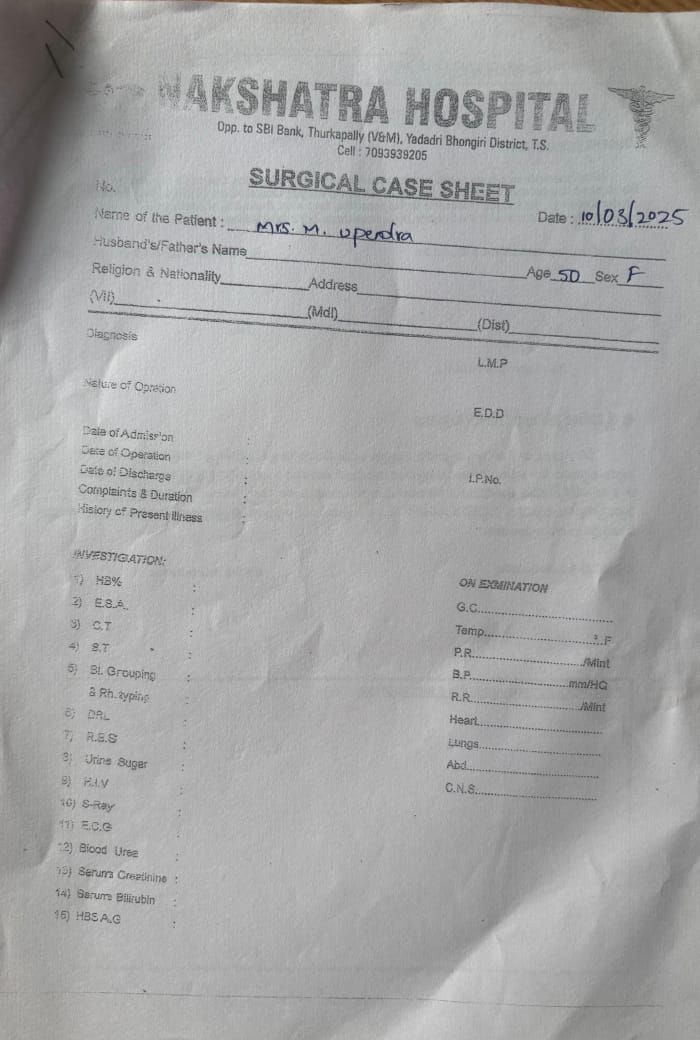 NAKSHATRA HOSPITAL
Opp. to SBI Bank, Thurkapally (V&M), Yadadri Bhongiri District, T.S.
Cell : 7093939205
SURGICAL CASE SHEET
No.
Date : 10/03/2025
Name of the Patient : Mrs. M. Upendra
Husband's/Father's Name
Age 50 Sex F
Religion & Nationality Address
(Vil) (Mdl) (Dist)
Diagnosis
L.M.P
Nature of Opration
E.D.D
Date of Admission :
Date of Operation :
Date of Discharge : I.P.No.
Complaints & Duration :
History of Present illness :
INVESTIGATION:
ON EXMINATION
1) HB% :
G.C.
2) E.S.A. :
Temp. °.F
3) C.T :
P.R. /Mint
4) B.T :
B.P. mm/HG
5) Bl. Grouping :
R.R. /Mint
& Rh. typing :
Heart
6) DRL :
Lungs
7) R.B.S :
Abd.
8) Urine Sugar :
C.N.S.
9) H.I.V :
10) S-Ray :
11) E.C.G :
12) Blood Urea :
13) Serum Creatinine :
14) Serum Bilirubin :
15) HBSA.G :